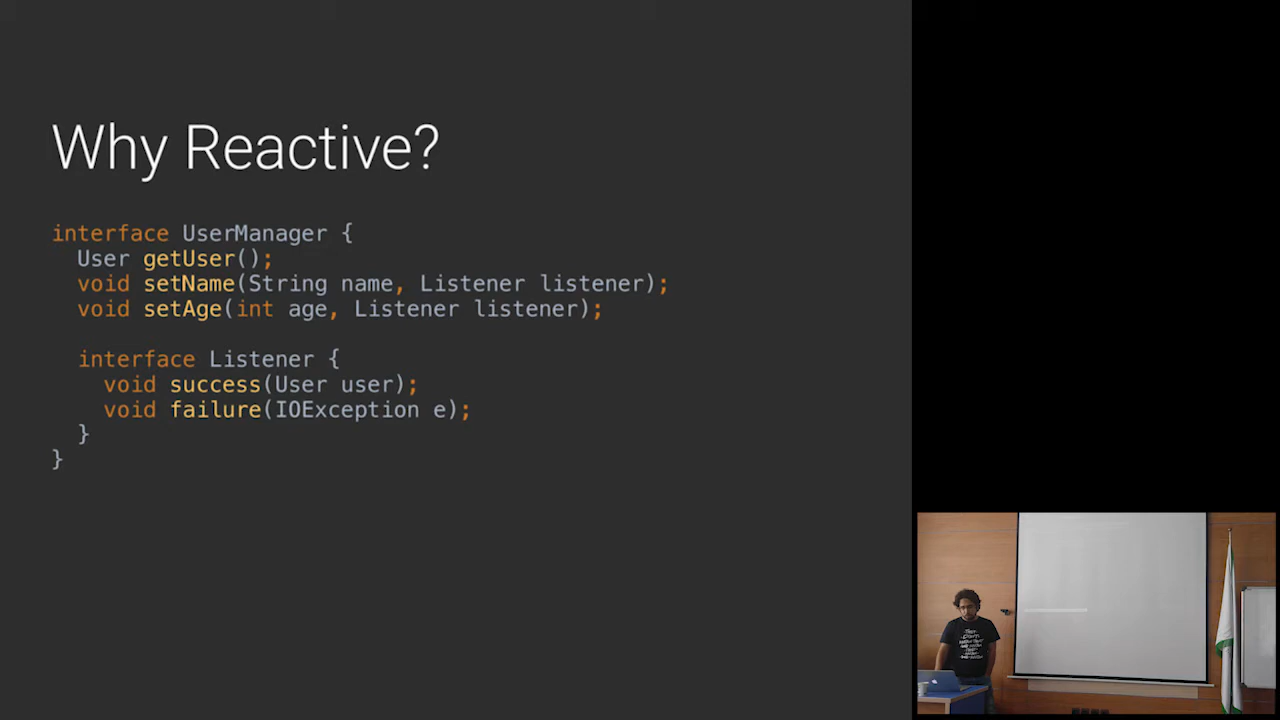 Why Reactive?
interface UserManager {
User getUser();
void setName(String name, Listener listener);
void setAge(int age, Listener listener);
interface Listener {
void success(User user);
void failure(IOException e);
}
}